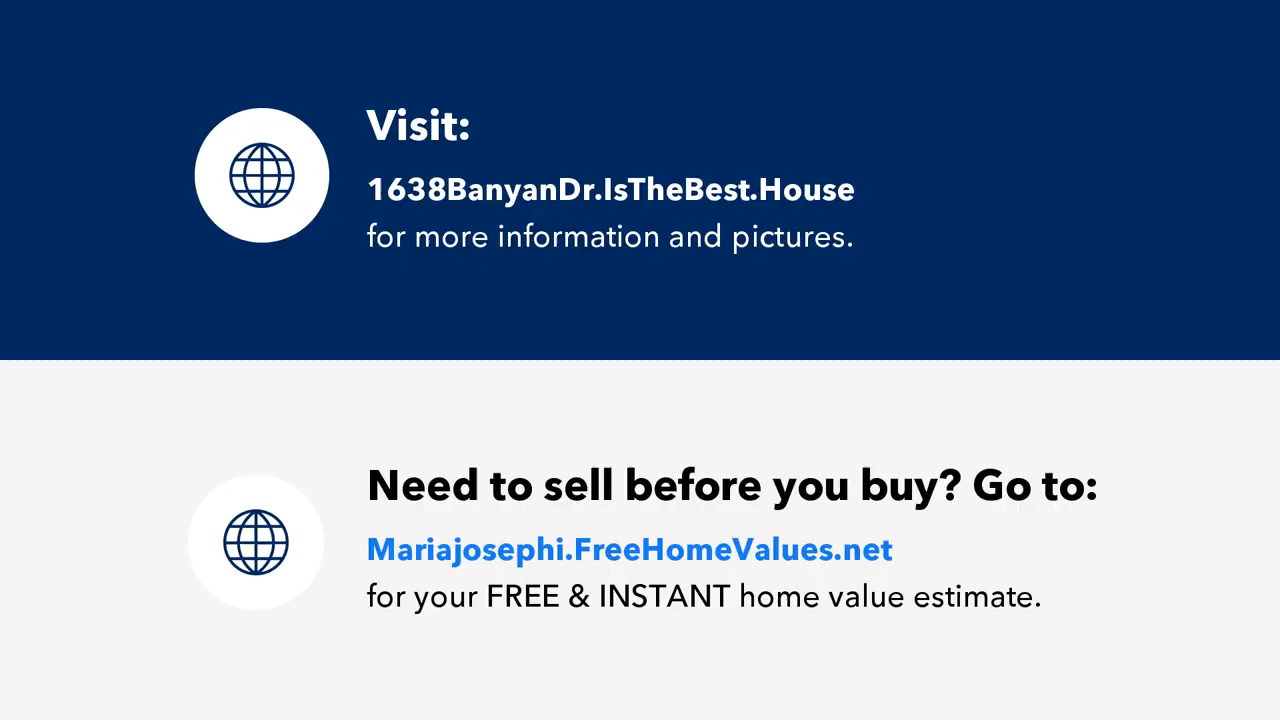 Visit:
1638BanyanDr.IsTheBest.House
for more information and pictures.
Need to sell before you buy? Go to:
Mariajosephi.FreeHomeValues.net
for your FREE & INSTANT home value estimate.